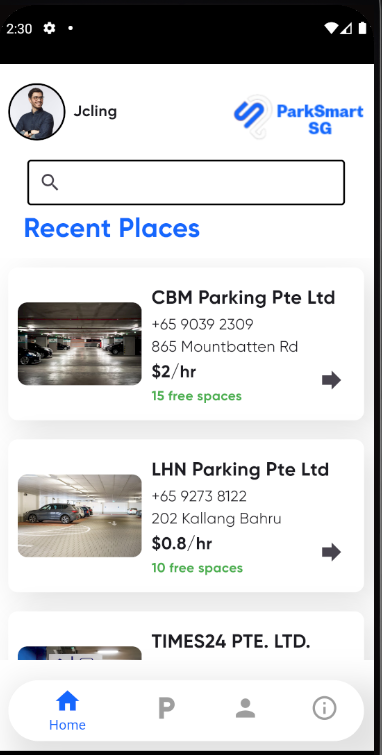 2:30
Jcling
ParkSmart
SG
Recent Places
CBM Parking Pte Ltd
+65 9039 2309
865 Mountbatten Rd
$2/hr
15 free spaces
LHN Parking Pte Ltd
+65 9273 8122
202 Kallang Bahru
$0.8/hr
10 free spaces
TIMES24 PTE. LTD.
P
Home